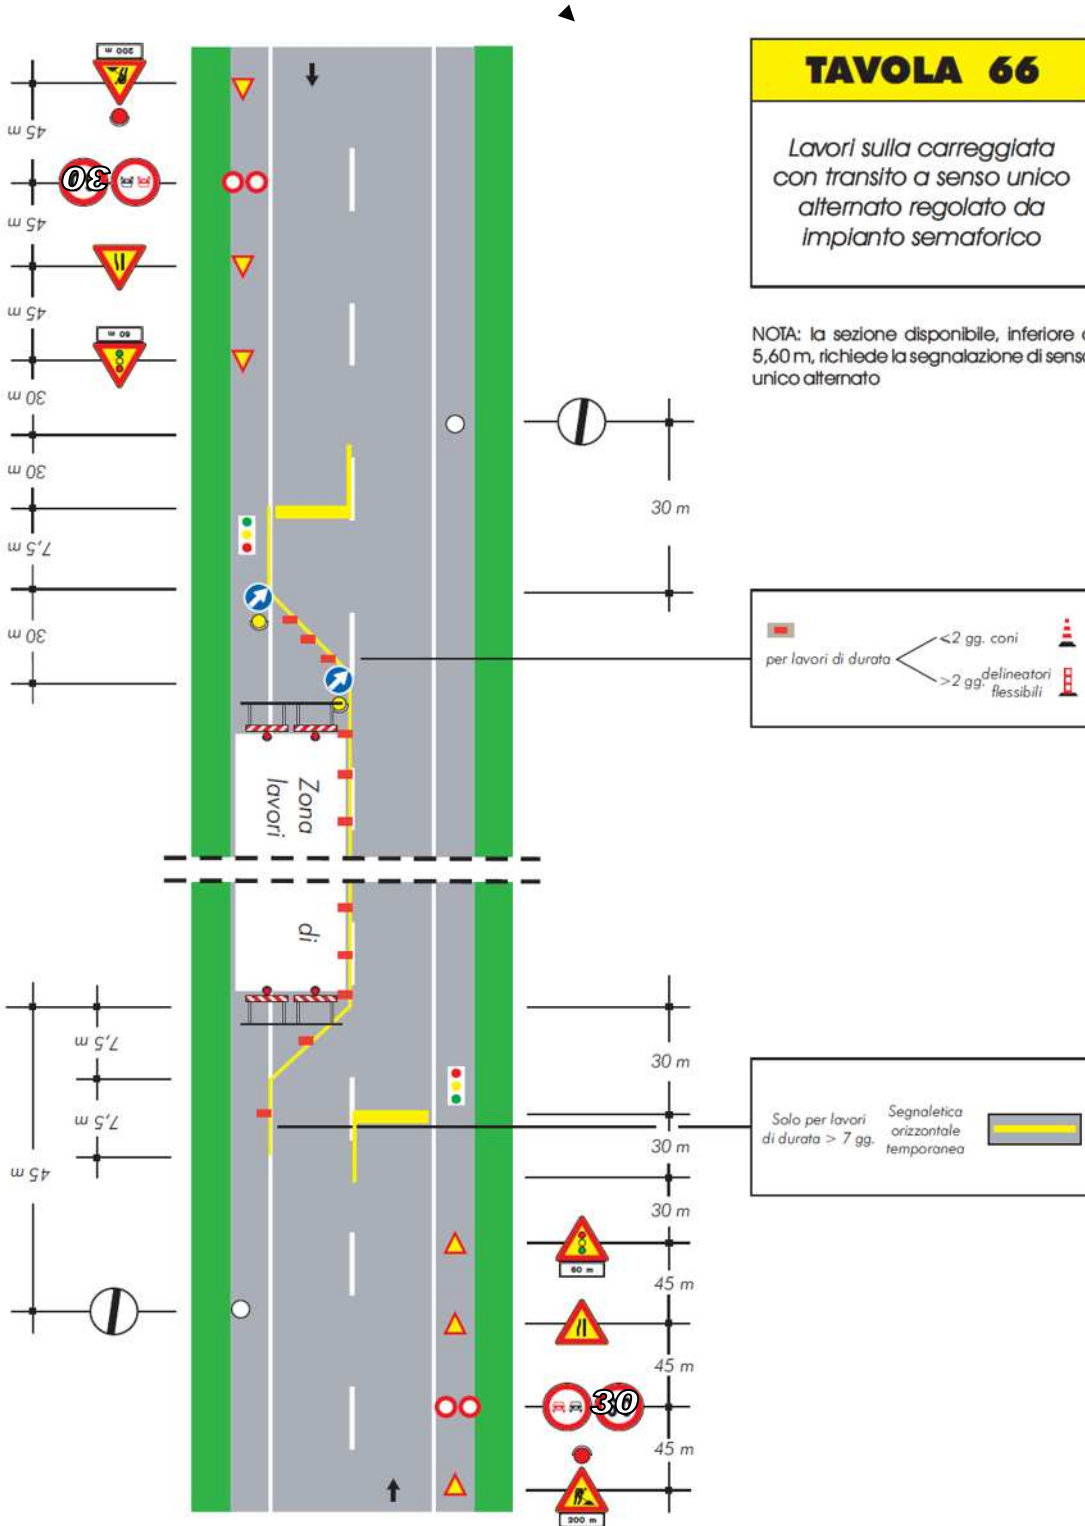 200 m
45 m
30
45 m
45 m
60 m
30 m
30 m
7,5 m
30 m
TAVOLA 66
Lavori sulla carreggiata
con transito a senso unico
alternato regolato da
impianto semaforico
NOTA: la sezione disponibile, inferiore a
5,60 m, richiede la segnalazione di senso
unico alternato
30 m
per lavori di durata
<2 gg. coni
>2 gg. delineatori
flessibili
Zona
lavori
di
7,5 m
7,5 m
45 m
30 m
30 m
30 m
Solo per lavori
di durata > 7 gg.
Segnaletica
orizzontale
temporanea
60 m
45 m
45 m
30
45 m
200 m